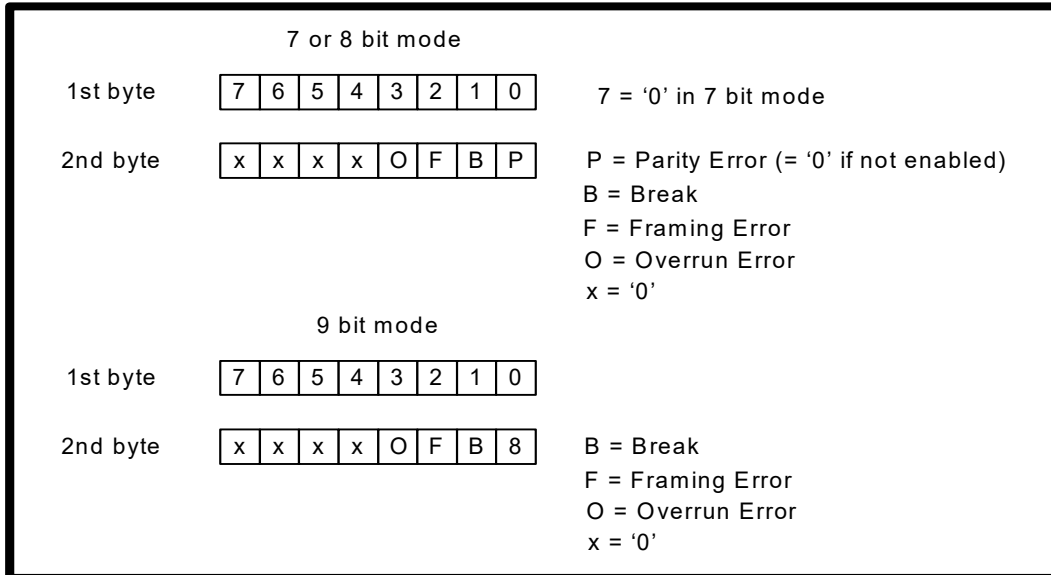 7 or 8 bit mode
1st byte 7 6 5 4 3 2 1 0 7 = ‘0’ in 7 bit mode
2nd byte x x x x O F B P P = Parity Error (= ‘0’ if not enabled)
B = Break
F = Framing Error
O = Overrun Error
x = ‘0’
9 bit mode
1st byte 7 6 5 4 3 2 1 0
2nd byte x x x x O F B 8 B = Break
F = Framing Error
O = Overrun Error
x = ‘0’